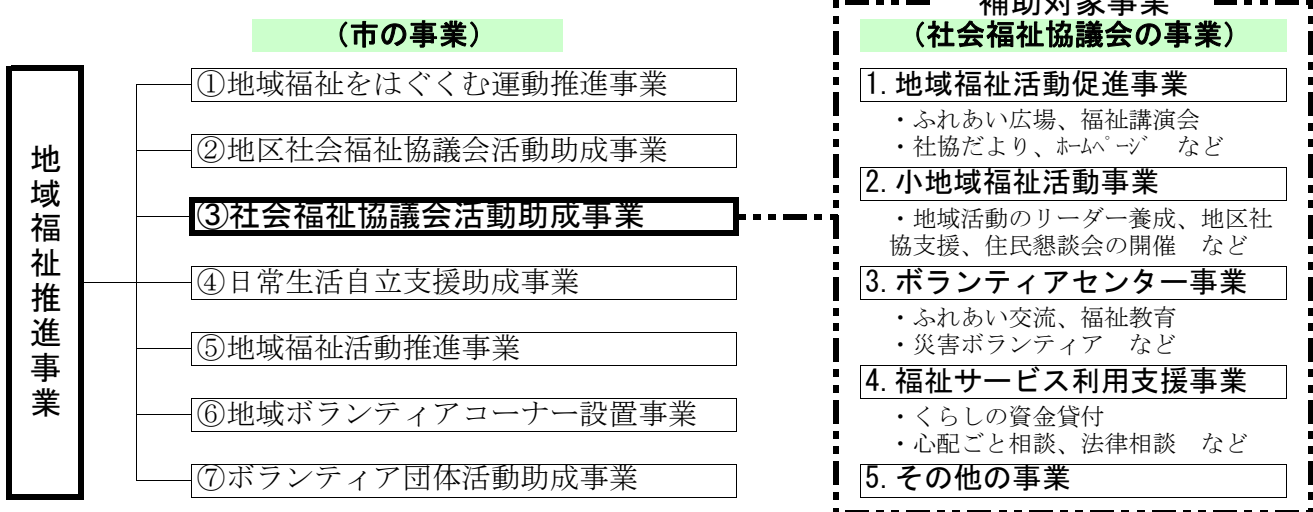 補助対象事業
（市の事業）
（社会福祉協議会の事業）
地域福祉推進事業
①地域福祉をはぐくむ運動推進事業
②地区社会福祉協議会活動助成事業
③社会福祉協議会活動助成事業
④日常生活自立支援助成事業
⑤地域福祉活動推進事業
⑥地域ボランティアコーナー設置事業
⑦ボランティア団体活動助成事業
1. 地域福祉活動促進事業
・ふれあい広場、福祉講演会
・社協だより、ﾎｰﾑﾍﾟｰｼﾞ　など
2. 小地域福祉活動事業
・地域活動のリーダー養成、地区社
協支援、住民懇談会の開催　など
3. ボランティアセンター事業
・ふれあい交流、福祉教育
・災害ボランティア　など
4. 福祉サービス利用支援事業
・くらしの資金貸付
・心配ごと相談、法律相談　など
5. その他の事業